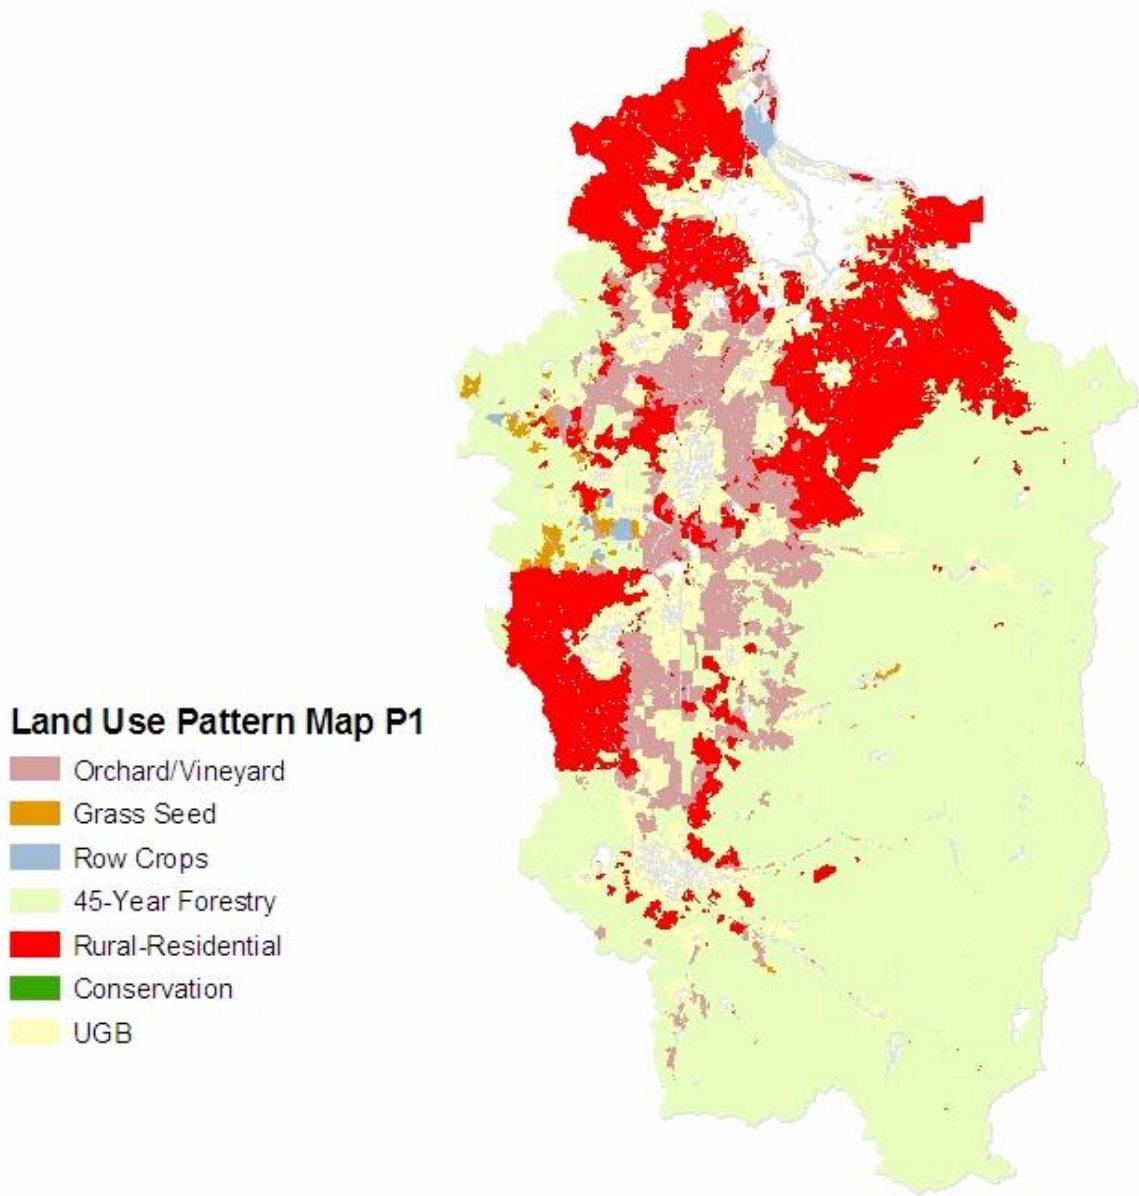 Land Use Pattern Map P1
Orchard/Vineyard
Grass Seed
Row Crops
45-Year Forestry
Rural-Residential
Conservation
UGB